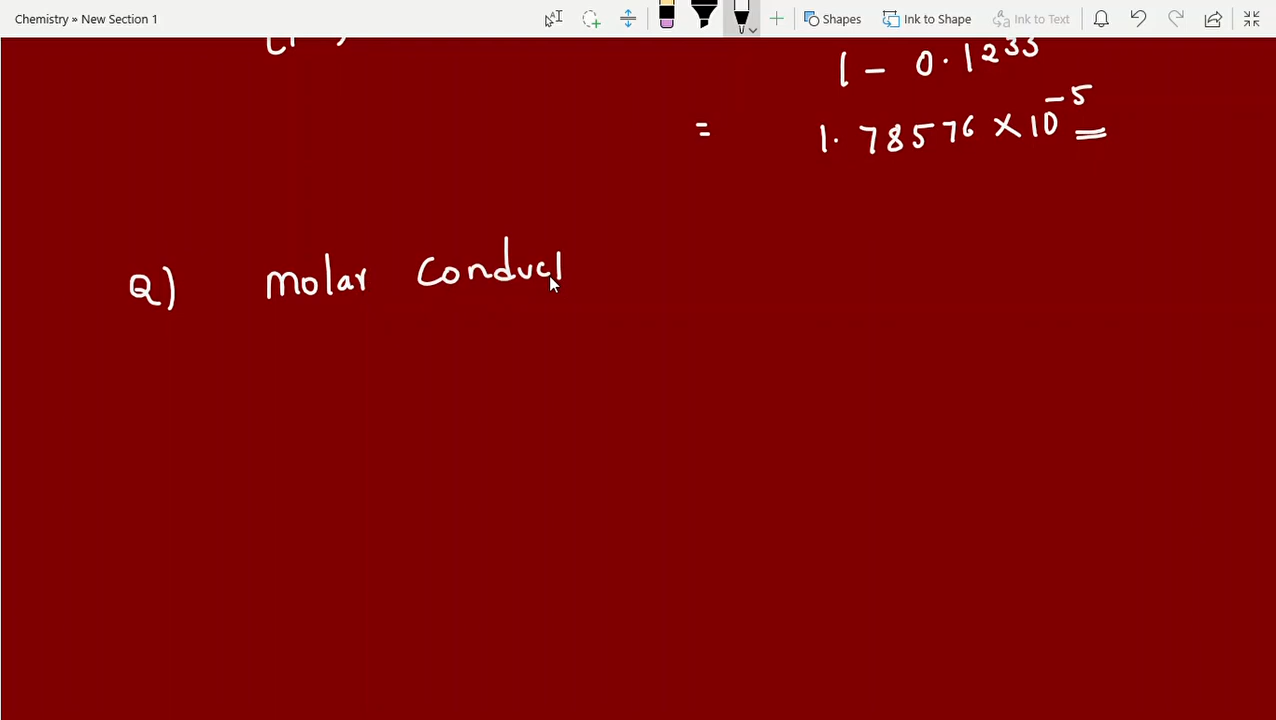 Chemistry » New Section 1
Shapes
Ink to Shape
Ink to Text
1 - 0.1233
= 1.78576 × 10⁻⁵
Q) molar conduct